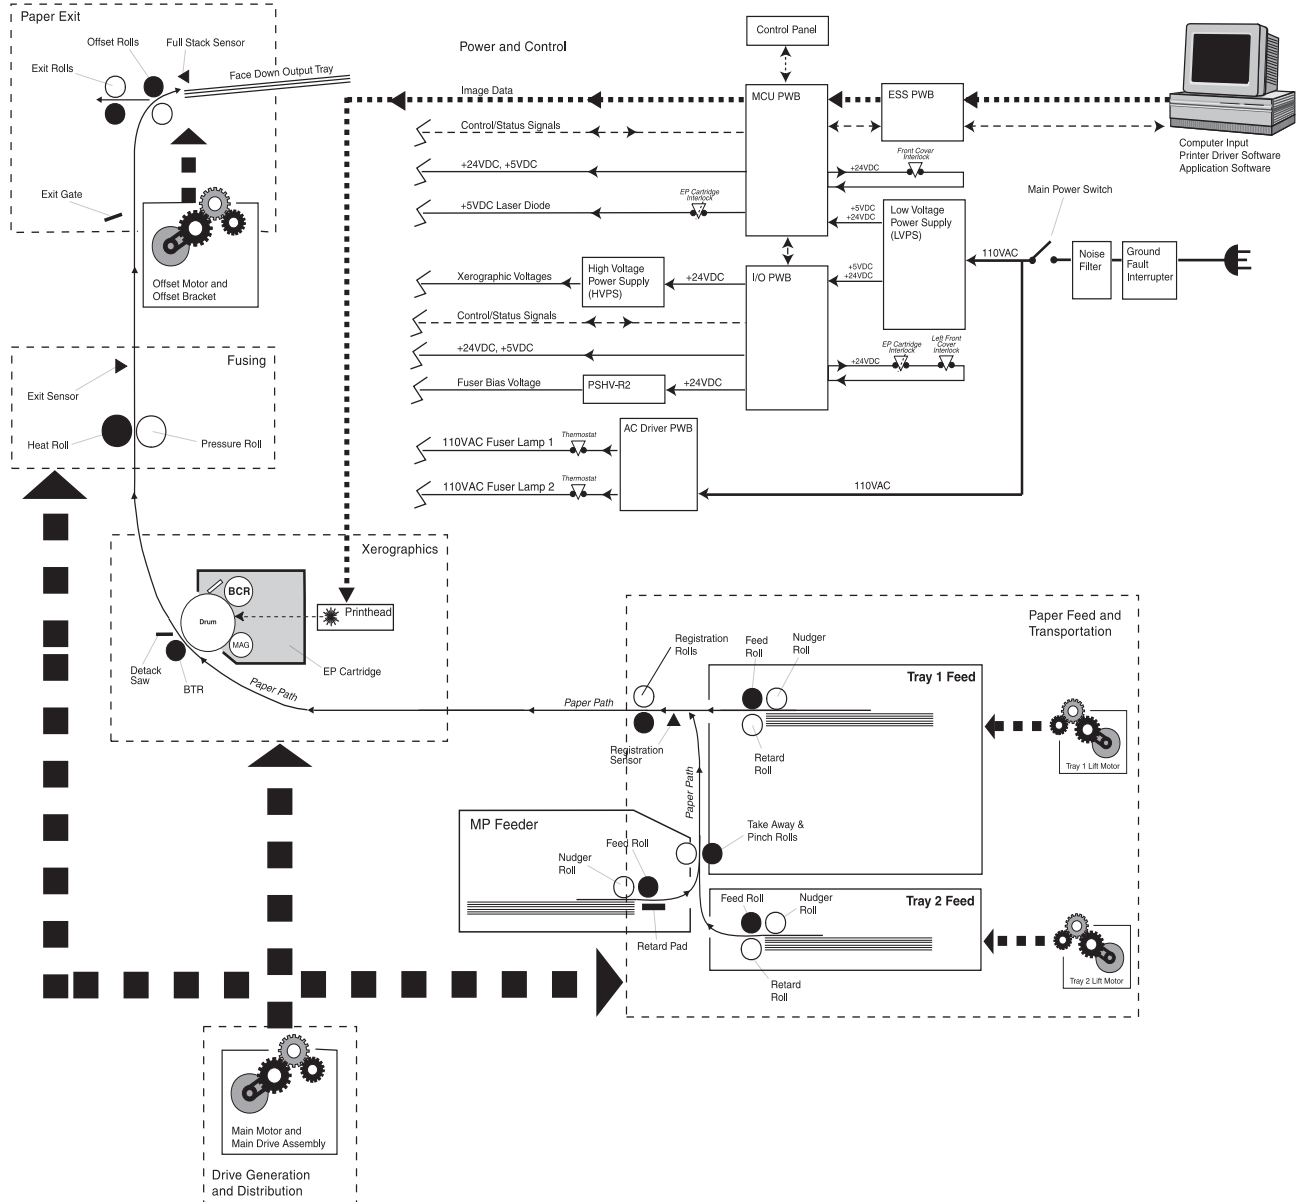 Paper Exit
Offset Rolls
Full Stack Sensor
Exit Rolls
Face Down Output Tray
Exit Gate
Offset Motor and
Offset Bracket
Power and Control
Control Panel
Image Data
MCU PWB
ESS PWB
Computer Input
Printer Driver Software
Application Software
Control/Status Signals
+24VDC, +5VDC
Front Cover
Interlock
+24VDC
EP Cartridge
Interlock
+5VDC Laser Diode
+5VDC
+24VDC
Low Voltage
Power Supply
(LVPS)
Main Power Switch
110VAC
Noise
Filter
Ground
Fault
Interrupter
Xerographic Voltages
High Voltage
Power Supply
(HVPS)
+24VDC
I/O PWB
+5VDC
+24VDC
Control/Status Signals
+24VDC, +5VDC
EP Cartridge
Interlock
Left Front
Cover
Interlock
+24VDC
Fuser Bias Voltage
PSHV-R2
+24VDC
AC Driver PWB
110VAC Fuser Lamp 1
Thermostat
110VAC Fuser Lamp 2
Thermostat
110VAC
Fusing
Exit Sensor
Heat Roll
Pressure Roll
Xerographics
BCR
Drum
MAG
Printhead
EP Cartridge
Detack
Saw
BTR
Paper Path
Paper Path
Paper Feed and
Transportation
Registration
Rolls
Feed
Roll
Nudger
Roll
Tray 1 Feed
Registration
Sensor
Retard
Roll
Tray 1 Lift Motor
Paper Path
MP Feeder
Take Away &
Pinch Rolls
Feed Roll
Nudger
Roll
Retard Pad
Feed Roll
Nudger
Roll
Tray 2 Feed
Retard
Roll
Tray 2 Lift Motor
Main Motor and
Main Drive Assembly
Drive Generation
and Distribution